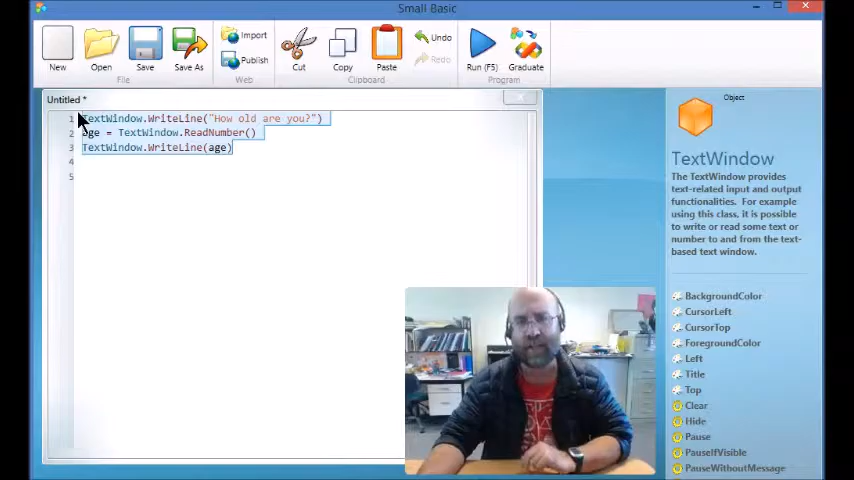 Small Basic
New
Open
Save
Save As
Import
Publish
Cut
Copy
Paste
Undo
Redo
Run (F5)
Graduate
File
Web
Clipboard
Program
Untitled *
1 TextWindow.WriteLine("How old are you?")
2 age = TextWindow.ReadNumber()
3 TextWindow.WriteLine(age)
4
5
Object
TextWindow
The TextWindow provides
text-related input and output
functionalities. For example
using this class, it is possible
to write or read some text or
number to and from the text-
based text window.
BackgroundColor
CursorLeft
CursorTop
ForegroundColor
Left
Title
Top
Clear
Hide
Pause
PauseIfVisible
PauseWithoutMessage